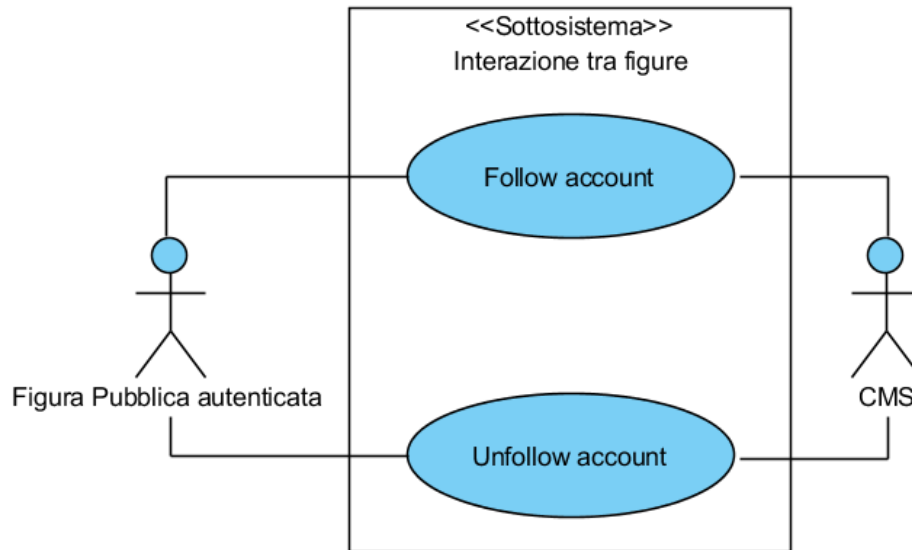 <<Sottosistema>>
Interazione tra figure
Follow account
Figura Pubblica autenticata
CMS
Unfollow account